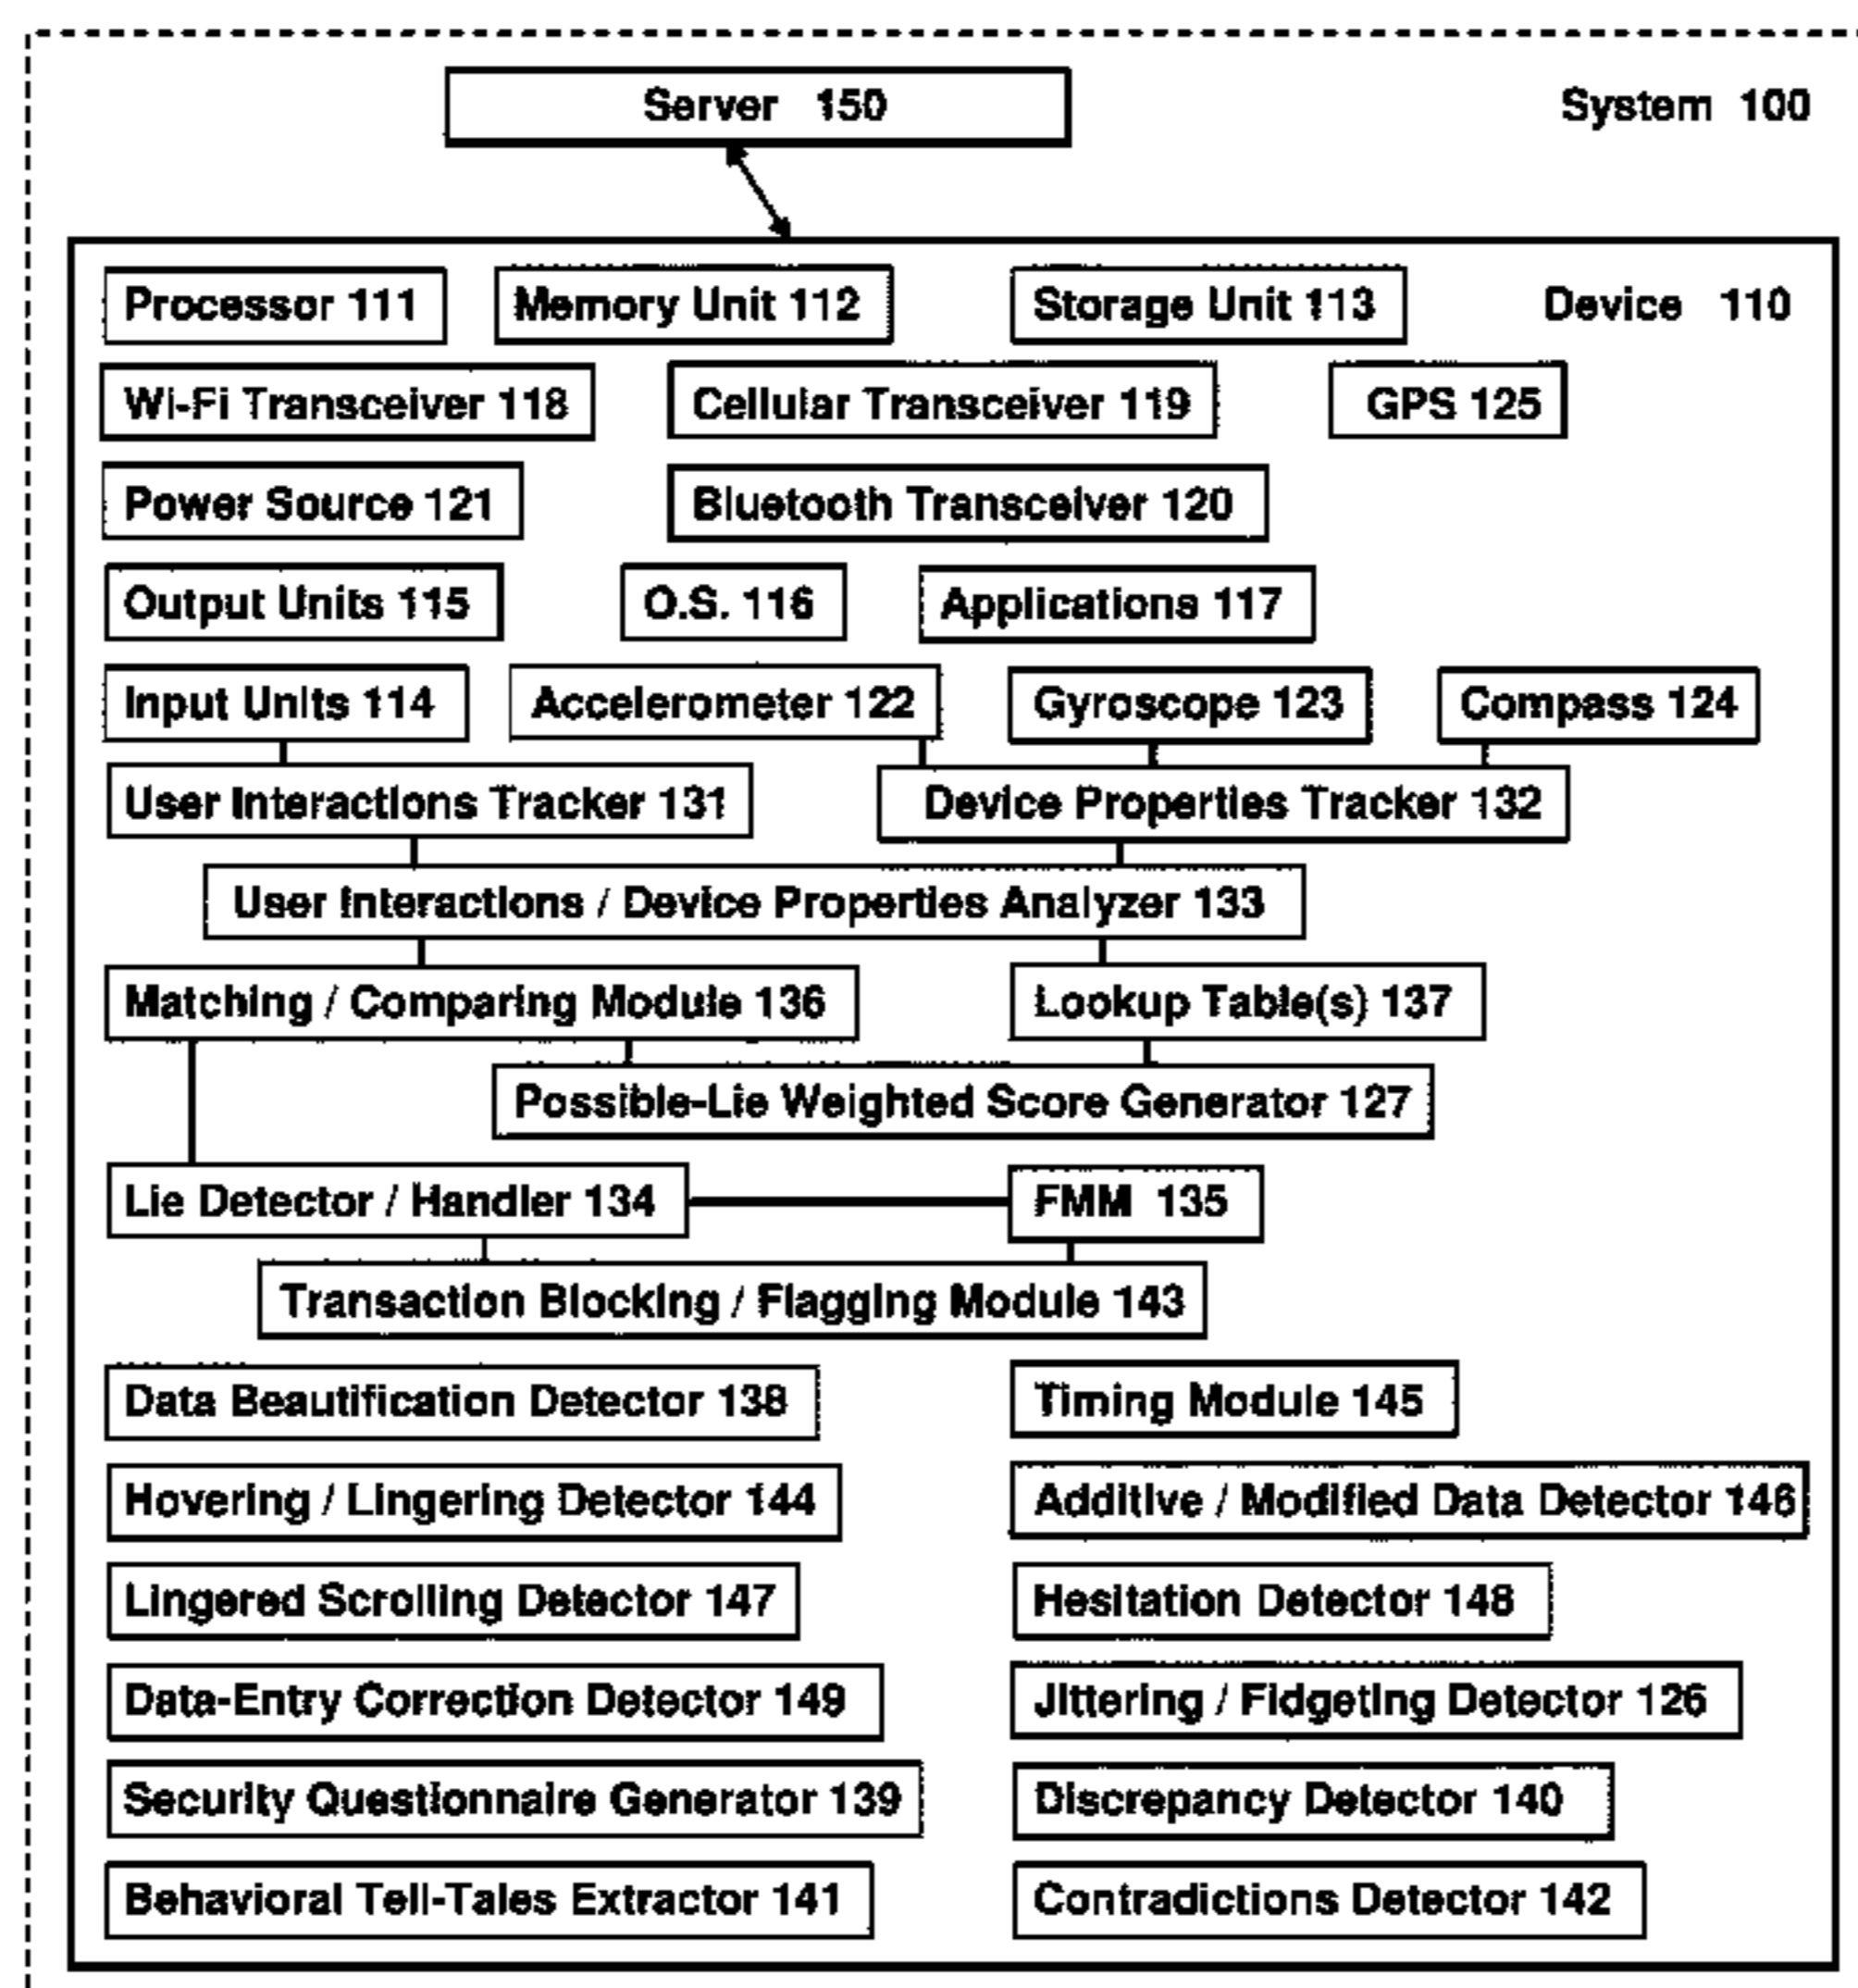 Server 150
System 100
Processor 111
Memory Unit 112
Storage Unit 113
Device 110
Wi-Fi Transceiver 118
Cellular Transceiver 119
GPS 125
Power Source 121
Bluetooth Transceiver 120
Output Units 115
O.S. 116
Applications 117
Input Units 114
Accelerometer 122
Gyroscope 123
Compass 124
User Interactions Tracker 131
Device Properties Tracker 132
User Interactions / Device Properties Analyzer 133
Matching / Comparing Module 136
Lookup Table(s) 137
Possible-Lie Weighted Score Generator 127
Lie Detector / Handler 134
FMM 135
Transaction Blocking / Flagging Module 143
Data Beautification Detector 138
Timing Module 145
Hovering / Lingering Detector 144
Additive / Modified Data Detector 146
Lingered Scrolling Detector 147
Hesitation Detector 148
Data-Entry Correction Detector 149
Jittering / Fidgeting Detector 126
Security Questionnaire Generator 139
Discrepancy Detector 140
Behavioral Tell-Tales Extractor 141
Contradictions Detector 142